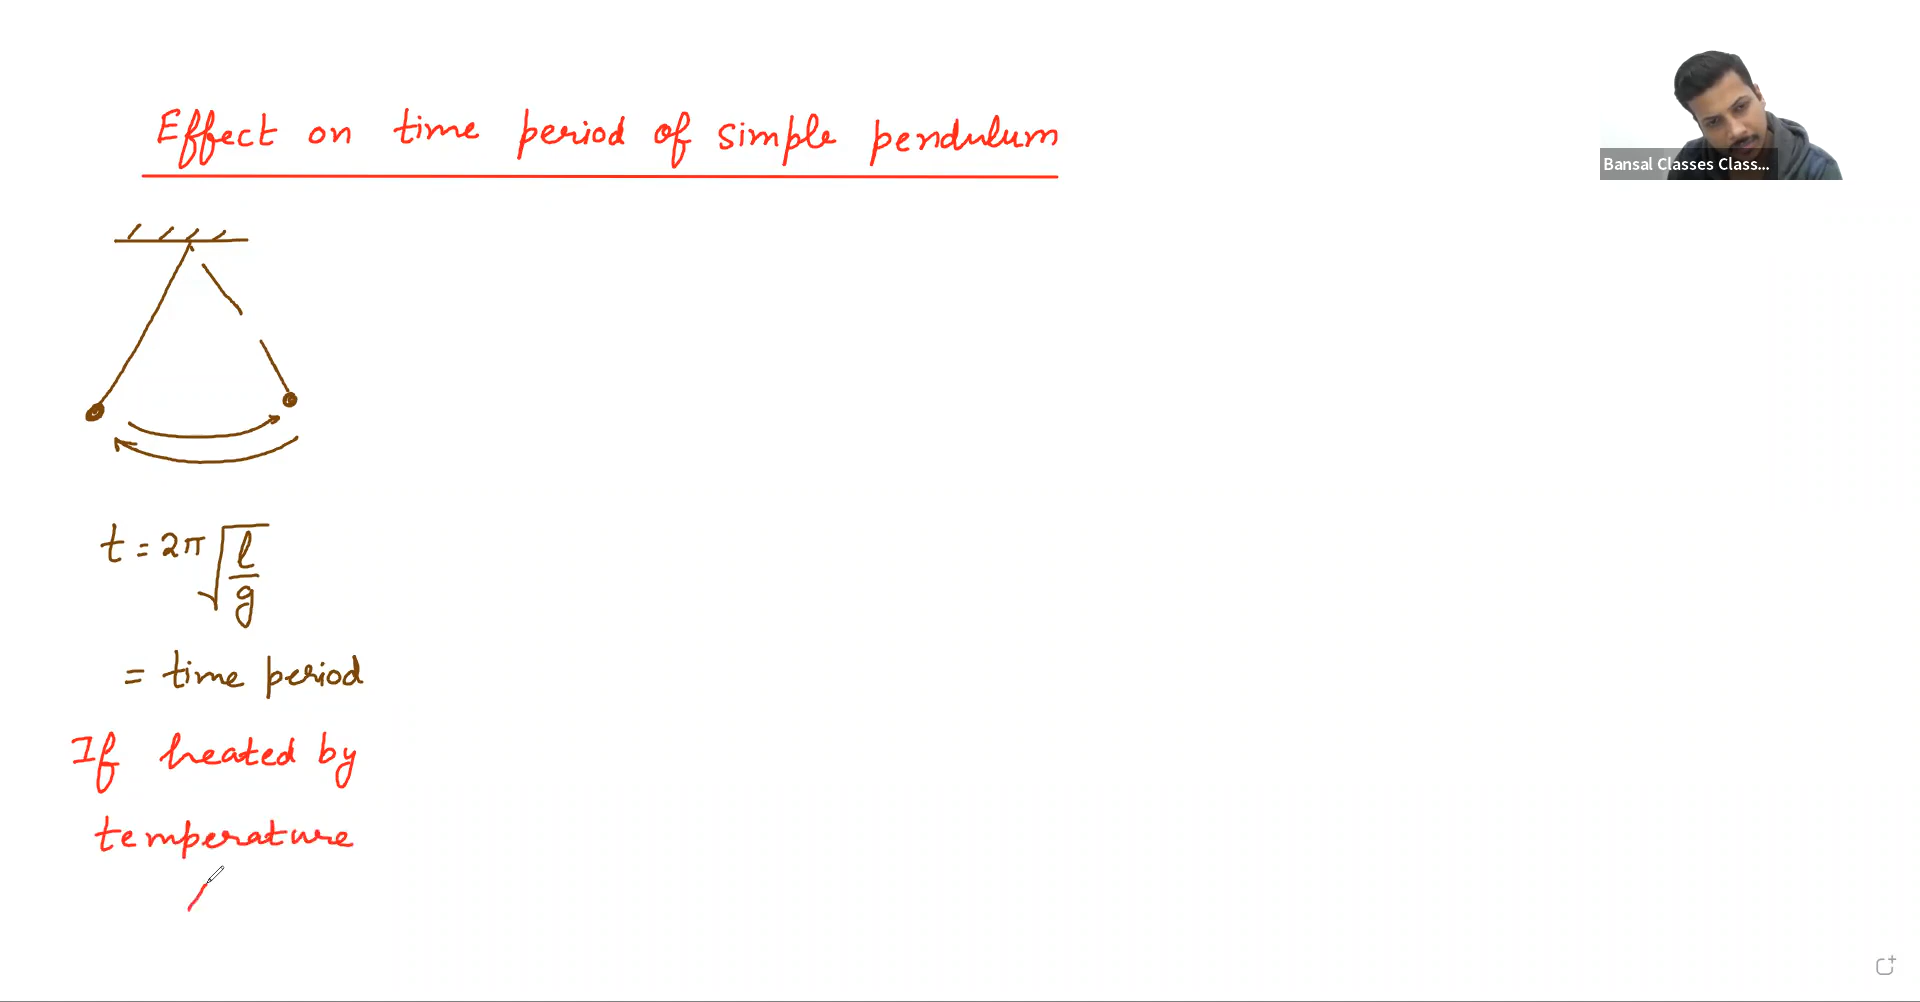 Effect on time period of simple pendulum
Bansal Classes Class...
t = 2π √(l/g)
= time period
If heated by
temperature